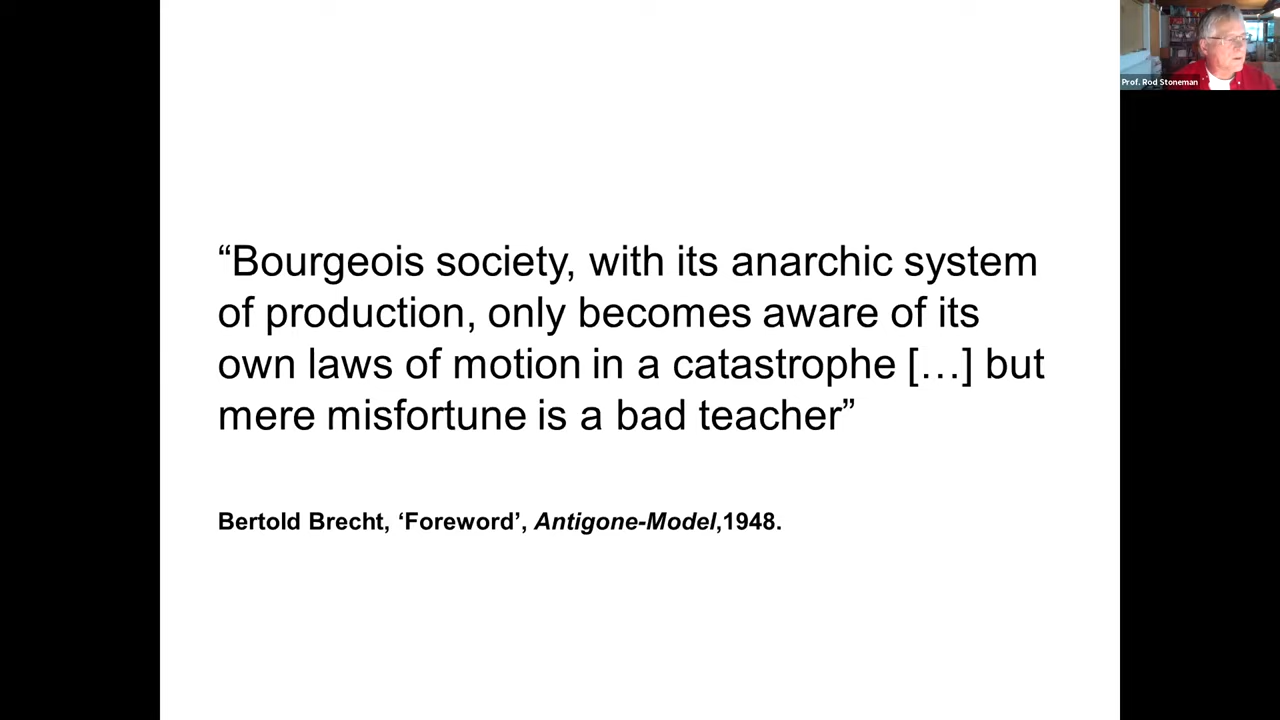 Prof. Rod Stoneman
“Bourgeois society, with its anarchic system
of production, only becomes aware of its
own laws of motion in a catastrophe […] but
mere misfortune is a bad teacher”
Bertold Brecht, ‘Foreword’, Antigone-Model,1948.